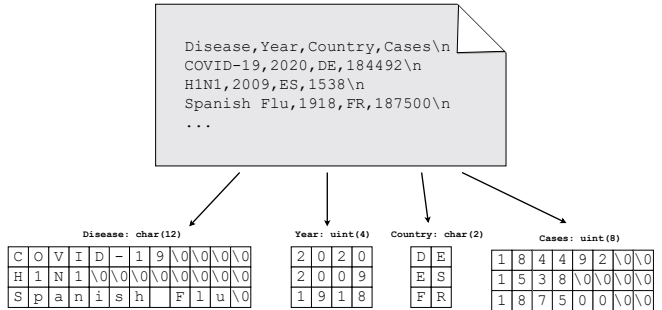 Disease,Year,Country,Cases\n
COVID-19,2020,DE,184492\n
H1N1,2009,ES,1538\n
Spanish Flu,1918,FR,187500\n
...
Disease: char(12)
C O V I D - 1 9 \0 \0 \0 \0
H 1 N 1 \0 \0 \0 \0 \0 \0 \0 \0
S p a n i s h F l u \0
Year: uint(4)
2 0 2 0
2 0 0 9
1 9 1 8
Country: char(2)
D E
E S
F R
Cases: uint(8)
1 8 4 4 9 2 \0 \0
1 5 3 8 \0 \0 \0 \0
1 8 7 5 0 0 \0 \0